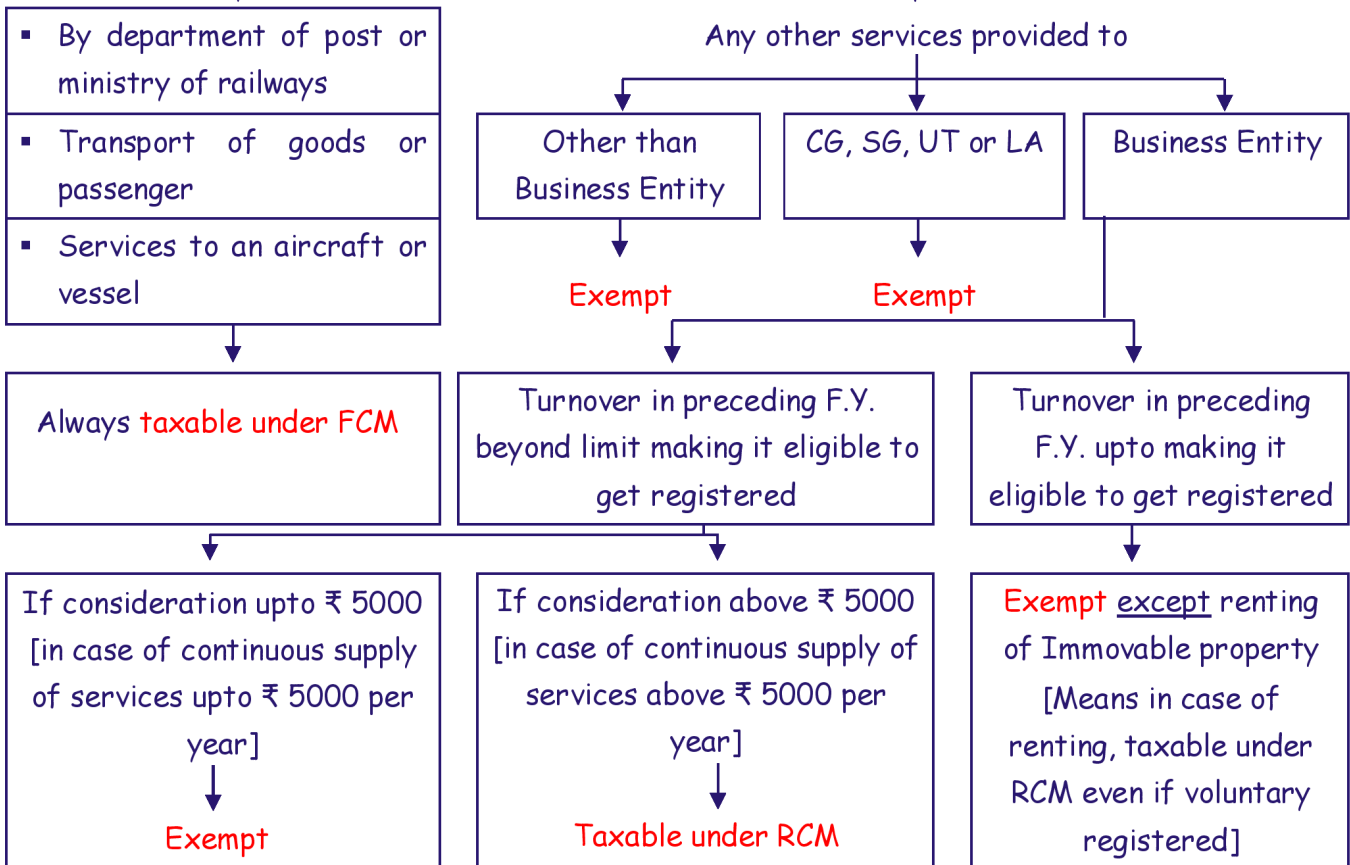 ▪ By department of post or
ministry of railways
▪ Transport of goods or
passenger
▪ Services to an aircraft or
vessel
Always taxable under FCM
Any other services provided to
Other than
Business Entity
Exempt
CG, SG, UT or LA
Exempt
Business Entity
Turnover in preceding F.Y.
beyond limit making it eligible to
get registered
Turnover in preceding
F.Y. upto making it
eligible to get registered
If consideration upto ₹ 5000
[in case of continuous supply
of services upto ₹ 5000 per
year]
Exempt
If consideration above ₹ 5000
[in case of continuous supply of
services above ₹ 5000 per
year]
Taxable under RCM
Exempt except renting
of Immovable property
[Means in case of
renting, taxable under
RCM even if voluntary
registered]